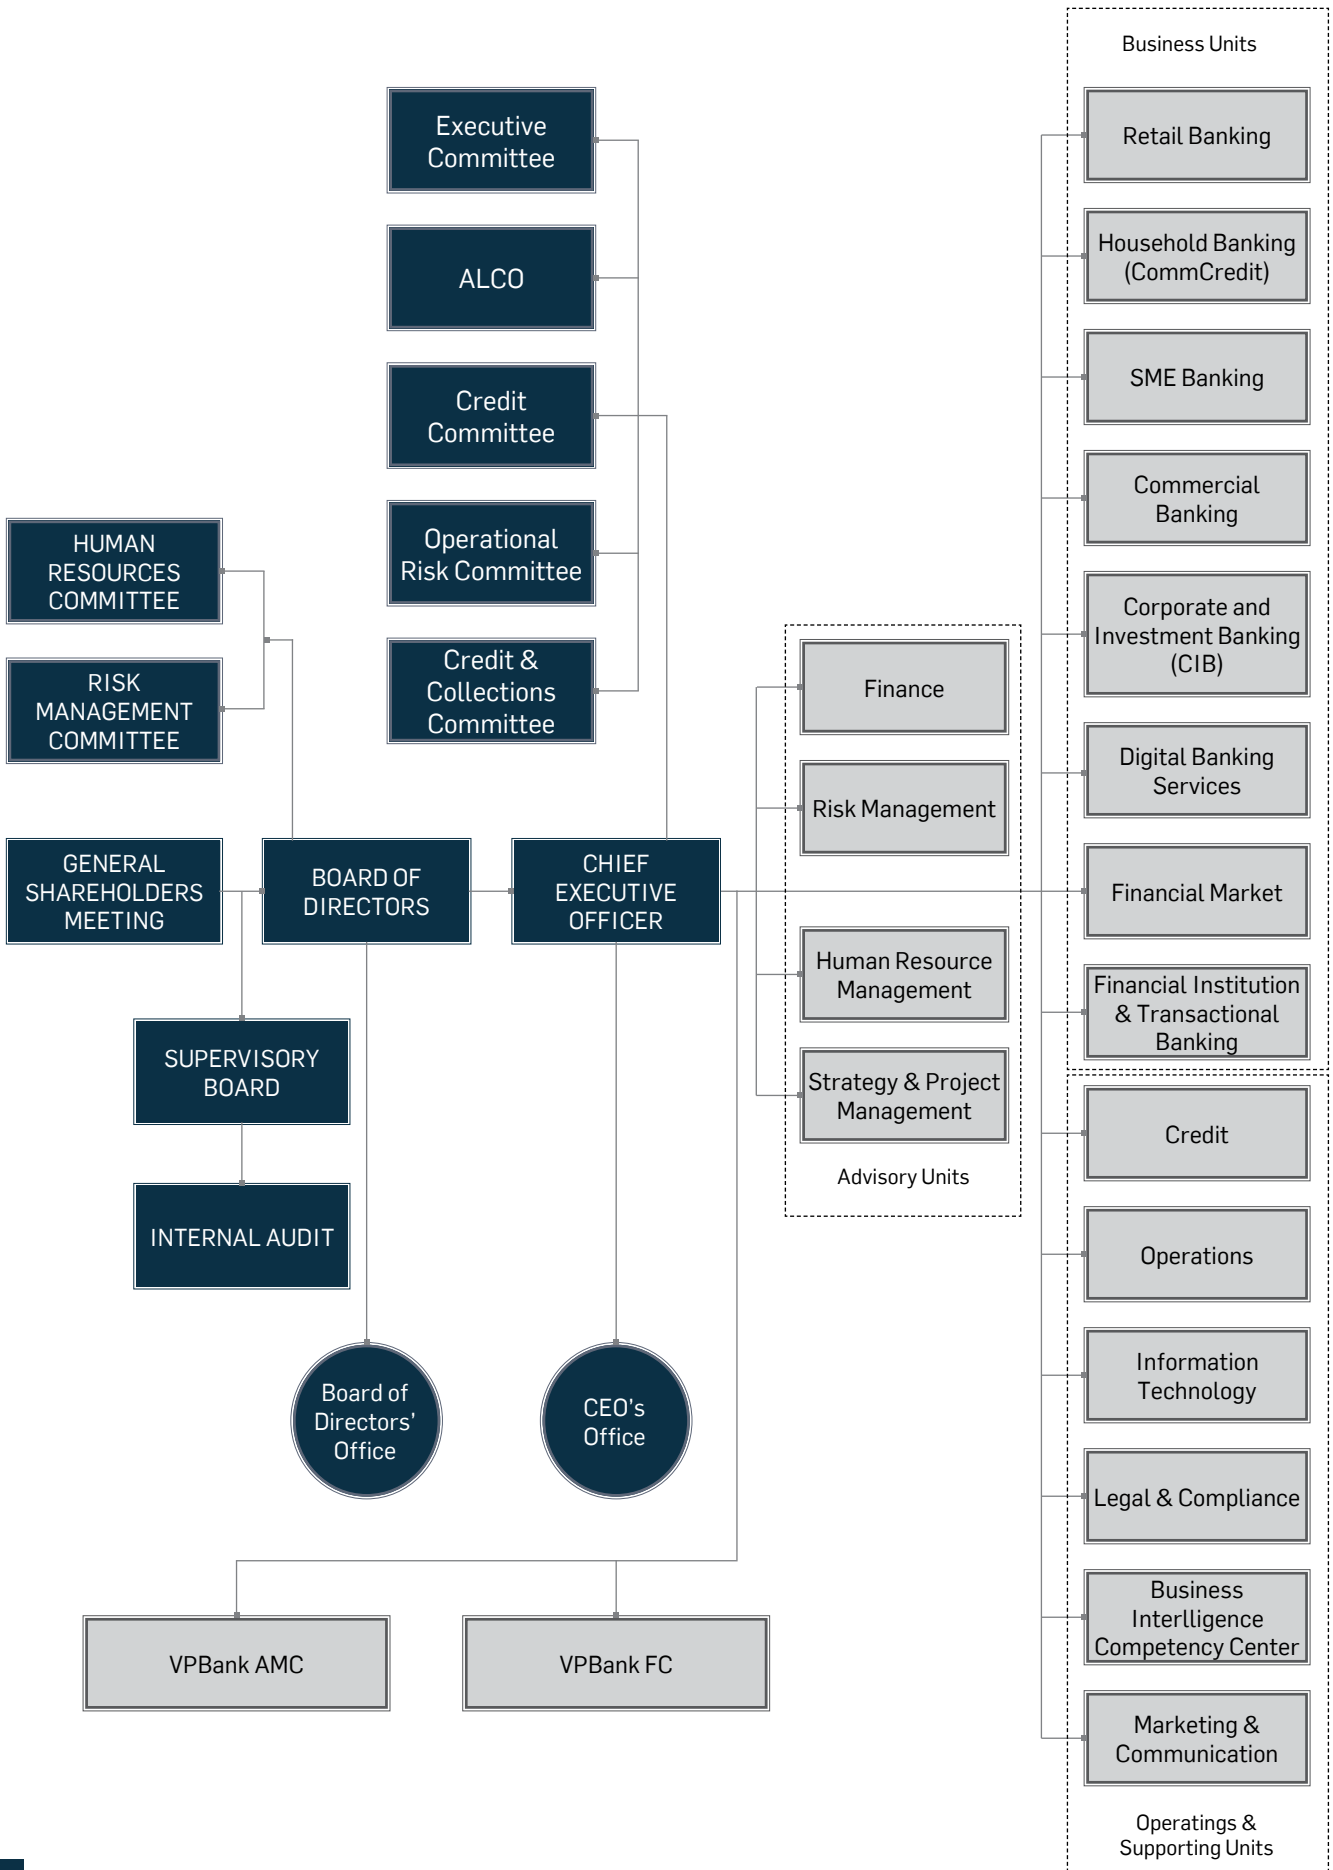 Business Units
Executive
Committee
ALCO
Credit
Committee
Operational
Risk Committee
Credit &
Collections
Committee
HUMAN
RESOURCES
COMMITTEE
RISK
MANAGEMENT
COMMITTEE
GENERAL
SHAREHOLDERS
MEETING
BOARD OF
DIRECTORS
CHIEF
EXECUTIVE
OFFICER
SUPERVISORY
BOARD
INTERNAL AUDIT
Board of
Directors'
Office
CEO's
Office
VPBank AMC
VPBank FC
Finance
Risk Management
Human Resource
Management
Strategy & Project
Management
Advisory Units
Retail Banking
Household Banking
(CommCredit)
SME Banking
Commercial
Banking
Corporate and
Investment Banking
(CIB)
Digital Banking
Services
Financial Market
Financial Institution
& Transactional
Banking
Credit
Operations
Information
Technology
Legal & Compliance
Business
Interlligence
Competency Center
Marketing &
Communication
Operatings &
Supporting Units